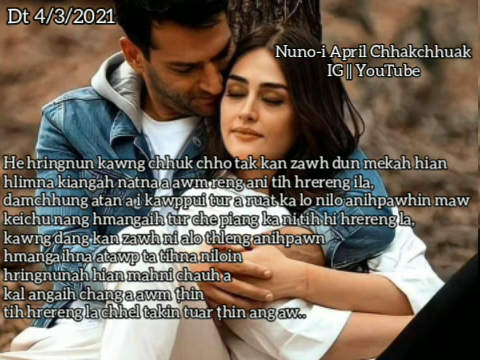 Dt 4/3/2021
Nuno-i April Chhakchhuak
IG || YouTube
He hringnun kawng chhuk chho tak kan zawh dun mekah hian
hlimna kiangah natna a awm reng ani tih hrereng ila,
damchhung atan a i kawppui tur a ruat ka lo nilo anihpawhin maw
keichu nang hmangaih tur che piang ka ni tih hi hrereng la,
kawng dang kan zawh ni alo thleng anihpawn
hmangaihna atawp ta tihna niloin
hringnunah hian mahni chauh a
kal angaih chang a awm ṭhin
tih hrereng la chhel takin tuar ṭhin ang aw..